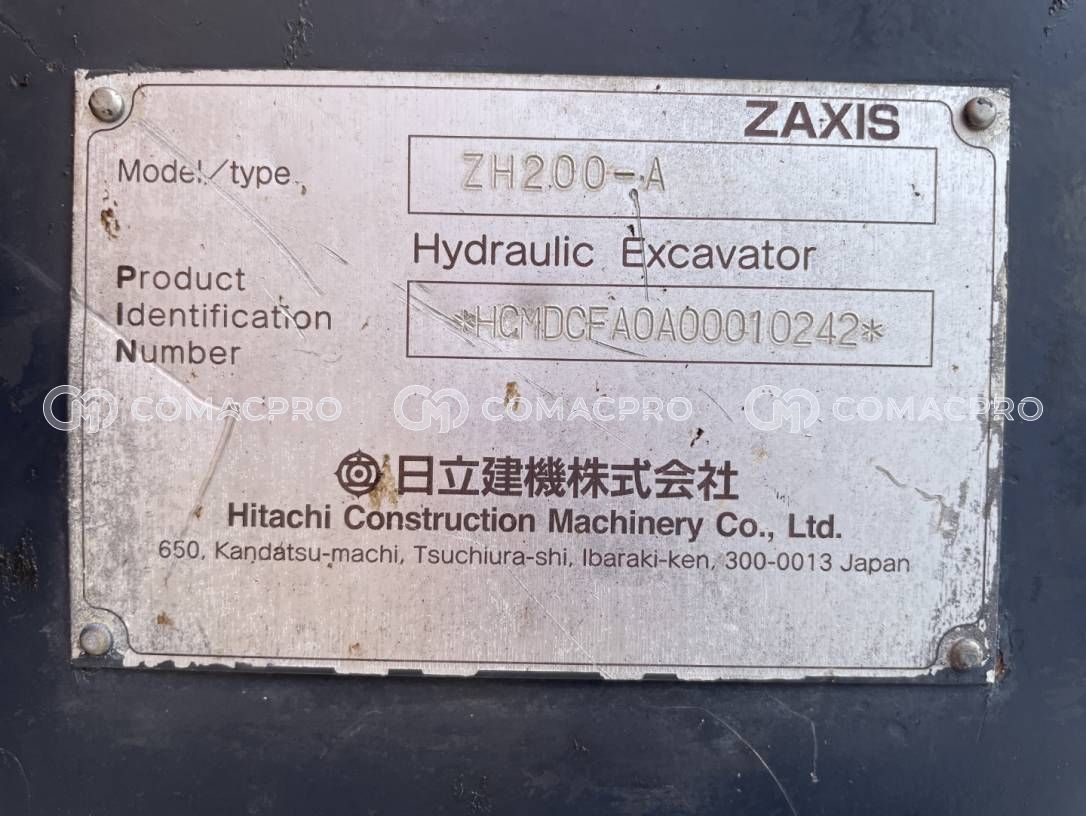 ZAXIS
Model/type ZH200-A
Hydraulic Excavator
Product
Identification
Number
*HCMDCFA0A00010242*
COMACPRO COMACPRO COMACPRO
日立建機株式会社
Hitachi Construction Machinery Co., Ltd.
650, Kandatsu-machi, Tsuchiura-shi, Ibaraki-ken, 300-0013 Japan